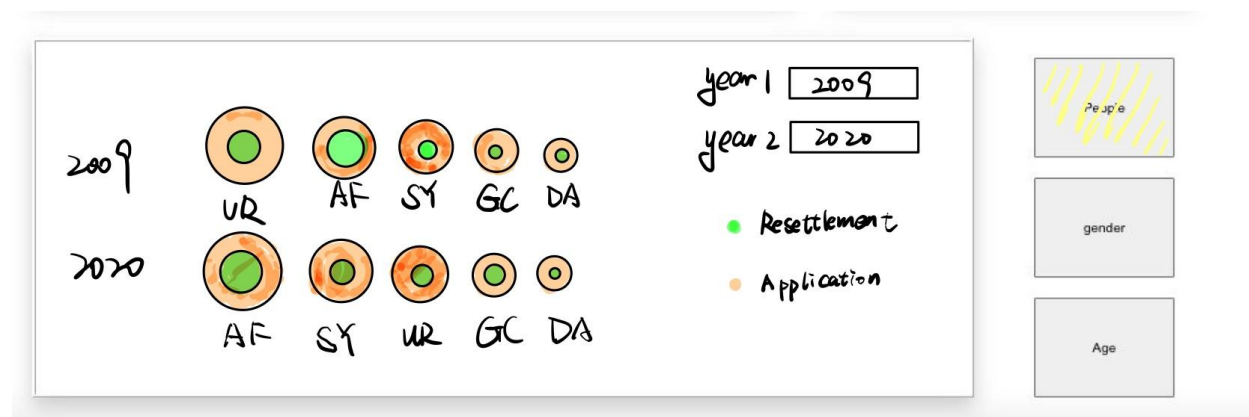 year 1 2009
year 2 2020
2009
UR AF SY GC DA
2020
AF SY UR GC DA
Resettlement
Application
People
gender
Age